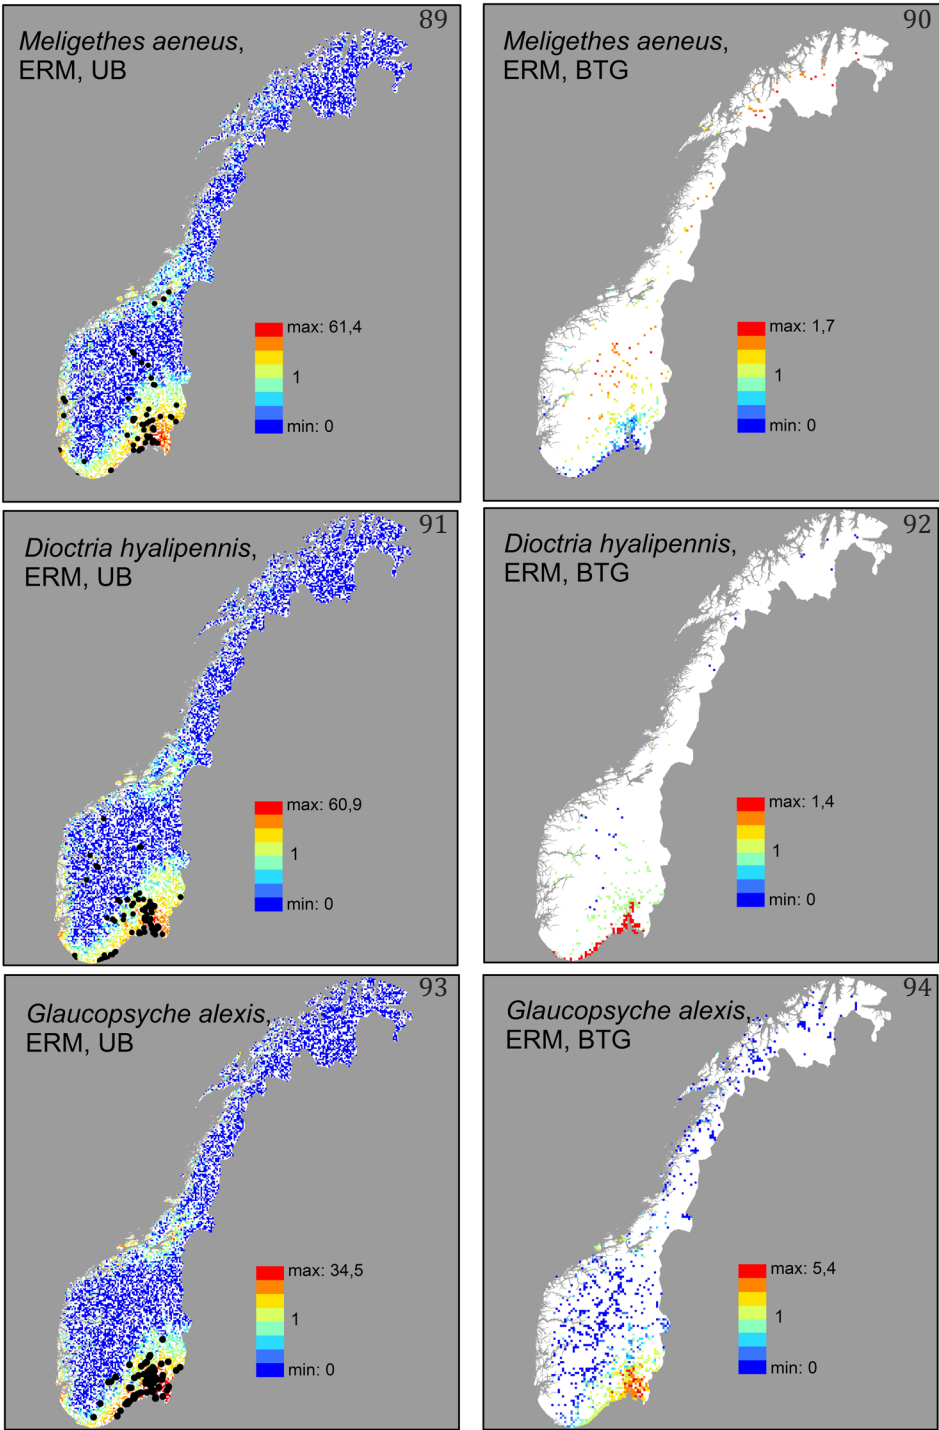 89
Meligethes aeneus,
ERM, UB
max: 61,4
1
min: 0
90
Meligethes aeneus,
ERM, BTG
max: 1,7
1
min: 0
91
Dioctria hyalipennis,
ERM, UB
max: 60,9
1
min: 0
92
Dioctria hyalipennis,
ERM, BTG
max: 1,4
1
min: 0
93
Glaucopsyche alexis,
ERM, UB
max: 34,5
1
min: 0
94
Glaucopsyche alexis,
ERM, BTG
max: 5,4
1
min: 0